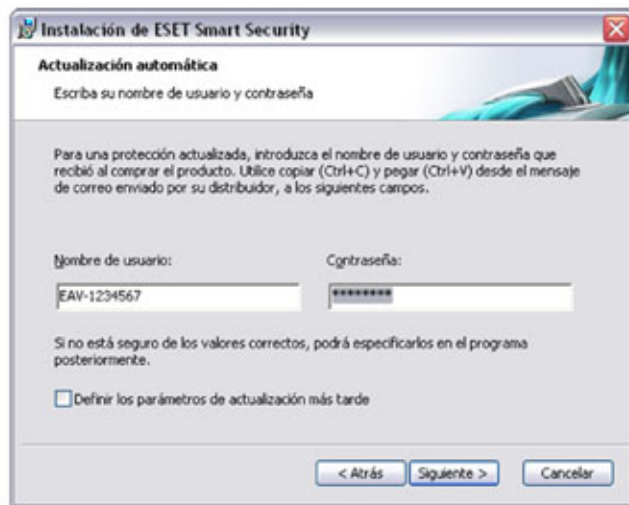 Instalación de ESET Smart Security
Actualización automática
Escriba su nombre de usuario y contraseña
Para una protección actualizada, introduzca el nombre de usuario y contraseña que
recibió al comprar el producto. Utilice copiar (Ctrl+C) y pegar (Ctrl+V) desde el mensaje
de correo enviado por su distribuidor, a los siguientes campos.
Nombre de usuario: Contraseña:
EAV-1234567 ********
Si no está seguro de los valores correctos, podrá especificarlos en el programa
posteriormente.
Definir los parámetros de actualización más tarde
< Atrás Siguiente > Cancelar